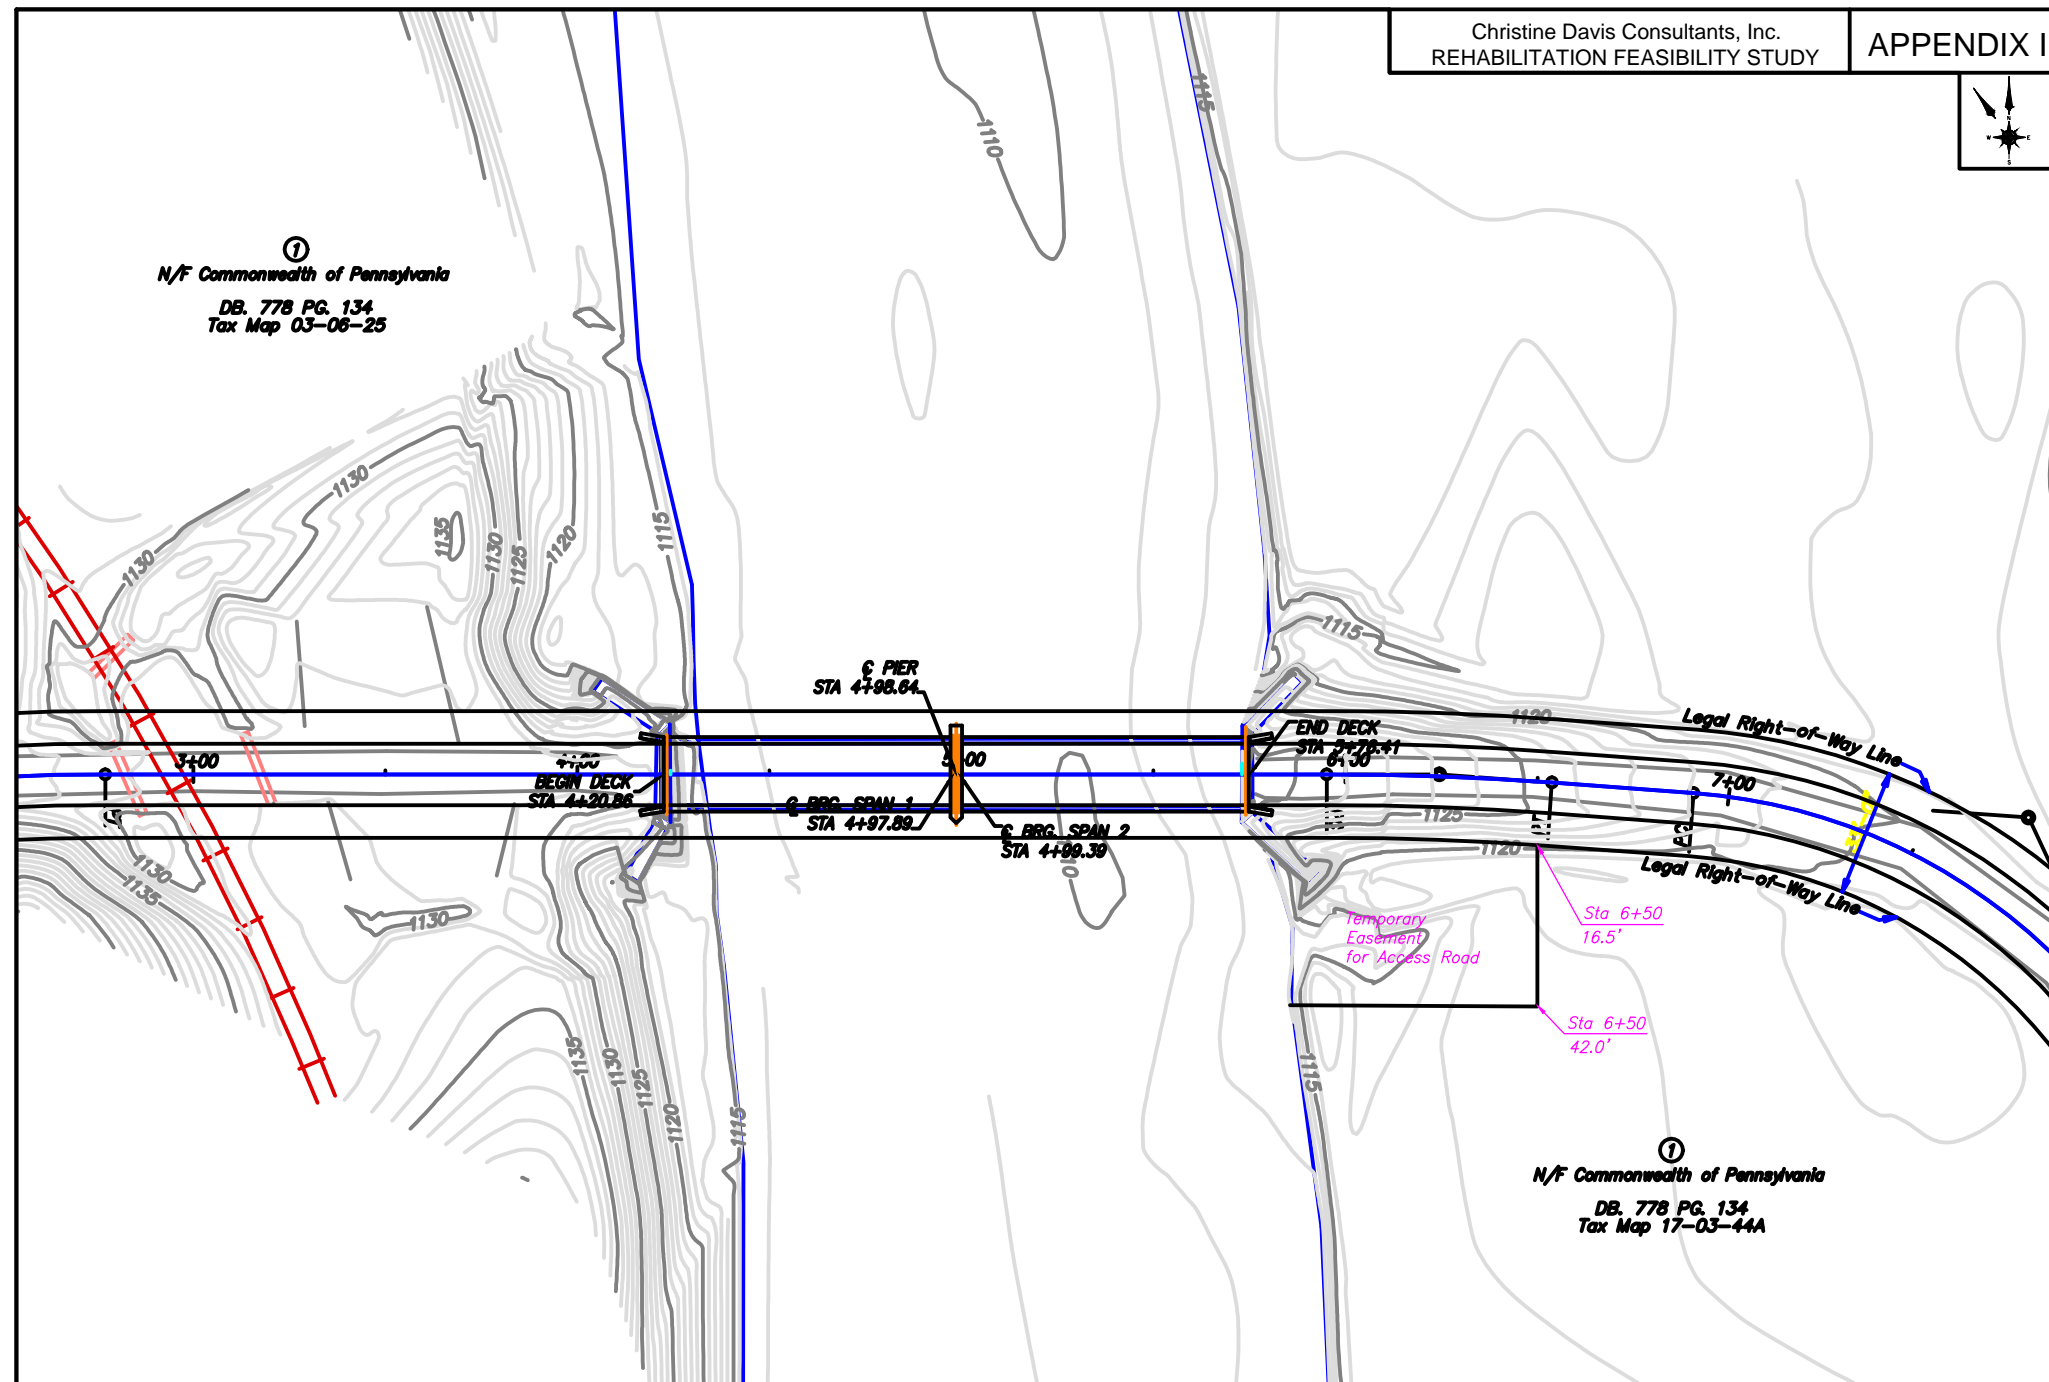 Christine Davis Consultants, Inc.
REHABILITATION FEASIBILITY STUDY
APPENDIX I
N
W
E
S
1115
1110
1
N/F Commonwealth of Pennsylvania
DB. 778 PG. 134
Tax Map 03-06-25
1130
1135
1130
1125
1120
1115
1130
1115
℄ PIER
STA 4+98.64
1120
Legal Right-of-Way Line
END DECK
3+00
4+00
BEGIN DECK
STA 4+20.86
6+00
7+00
℄ BRG. SPAN 1
STA 4+97.89
℄ BRG. SPAN 2
STA 4+99.39
1125
1120
1010
Legal Right-of-Way Line
1130
1135
1130
Temporary
Easement
for Access Road
Sta 6+50
16.5'
Sta 6+50
42.0'
1135
1130
1125
1120
1115
1115
1
N/F Commonwealth of Pennsylvania
DB. 778 PG. 134
Tax Map 17-03-44A